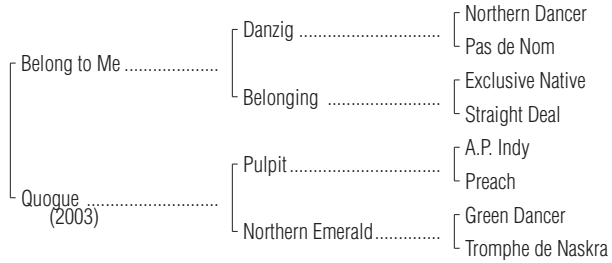 Northern Dancer
Danzig ......................................
Pas de Nom
Belong to Me ....................
Exclusive Native
Belonging ..............................
Straight Deal
A.P. Indy
Pulpit........................................
Preach
Quogue ............................
(2003)
Green Dancer
Northern Emerald.................
Tromphe de Naskra